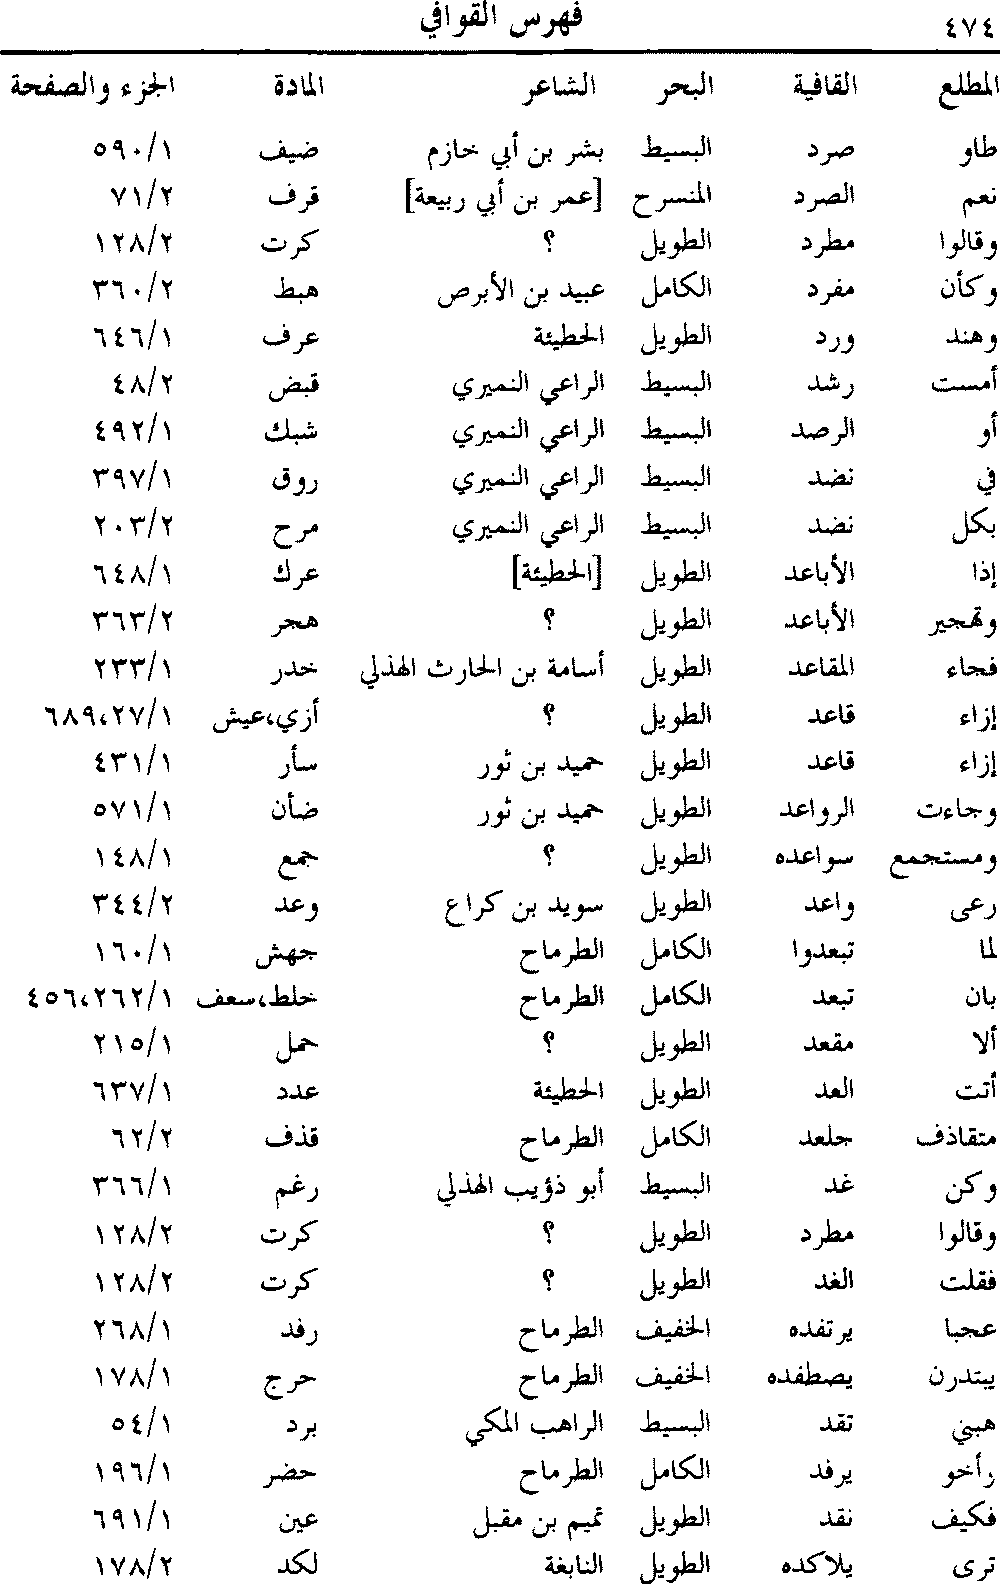 ٤٧٤ فهرس القوافي
المطلع القافية البحر الشاعر المادة الجزء والصفحة
طاو صرد البسيط بشر بن أبي خازم ضيف ٥٩٠/١
نعم الصرد المنسرح [عمر بن أبي ربيعة] قرف ٧١/٢
وقالوا مطرد الطويل ؟ كرت ١٢٨/٢
وكأن مفرد الكامل عبيد بن الأبرص هبط ٣٦٠/٢
وهند ورد الطويل الحطيئة عرف ٦٤٦/١
أمست رشد البسيط الراعي النميري قبض ٤٨/٢
أو الرصد البسيط الراعي النميري شبك ٤٩٢/١
في نضد البسيط الراعي النميري روق ٣٩٧/١
بكل نضد البسيط الراعي النميري مرح ٢٠٣/٢
إذا الأباعد الطويل [الحطيئة] عرك ٦٤٨/١
وتهجير الأباعد الطويل ؟ هجر ٣٦٣/٢
فجاء المقاعد الطويل أسامة بن الحارث الهذلي خدر ٢٣٣/١
إزاء قاعد الطويل ؟ أزي،عيش ٦٨٩،٢٧/١
إزاء قاعد الطويل حميد بن ثور سأر ٤٣١/١
وجاءت الرواعد الطويل حميد بن ثور ضأن ٥٧١/١
ومستجمع سواعده الطويل ؟ جمع ١٤٨/١
رعى واعد الطويل سويد بن كراع وعد ٣٤٤/٢
لما تبعدوا الكامل الطرماح جهش ١٦٠/١
بان تبعد الكامل الطرماح خلط،سعف ٤٥٦،٢٦٢/١
ألا مقعد الطويل ؟ حمل ٢١٥/١
أتت العد الطويل الحطيئة عدد ٦٣٧/١
متقاذف جلعد الكامل الطرماح قذف ٦٢/٢
وكن غد البسيط أبو ذؤيب الهذلي رغم ٣٦٦/١
وقالوا مطرد الطويل ؟ كرت ١٢٨/٢
فقلت الغد الطويل ؟ كرت ١٢٨/٢
عجبا يرتفده الخفيف الطرماح رفد ٢٦٨/١
يبتدرن يصطفده الخفيف الطرماح حرج ١٧٨/١
هبني تقد البسيط الراهب المكي برد ٥٤/١
وأخو يرفد الكامل الطرماح حضر ١٩٦/١
فكيف نقد الطويل تميم بن مقبل عين ٦٩١/١
ترى يلاكده الطويل النابغة لكد ١٧٨/٢